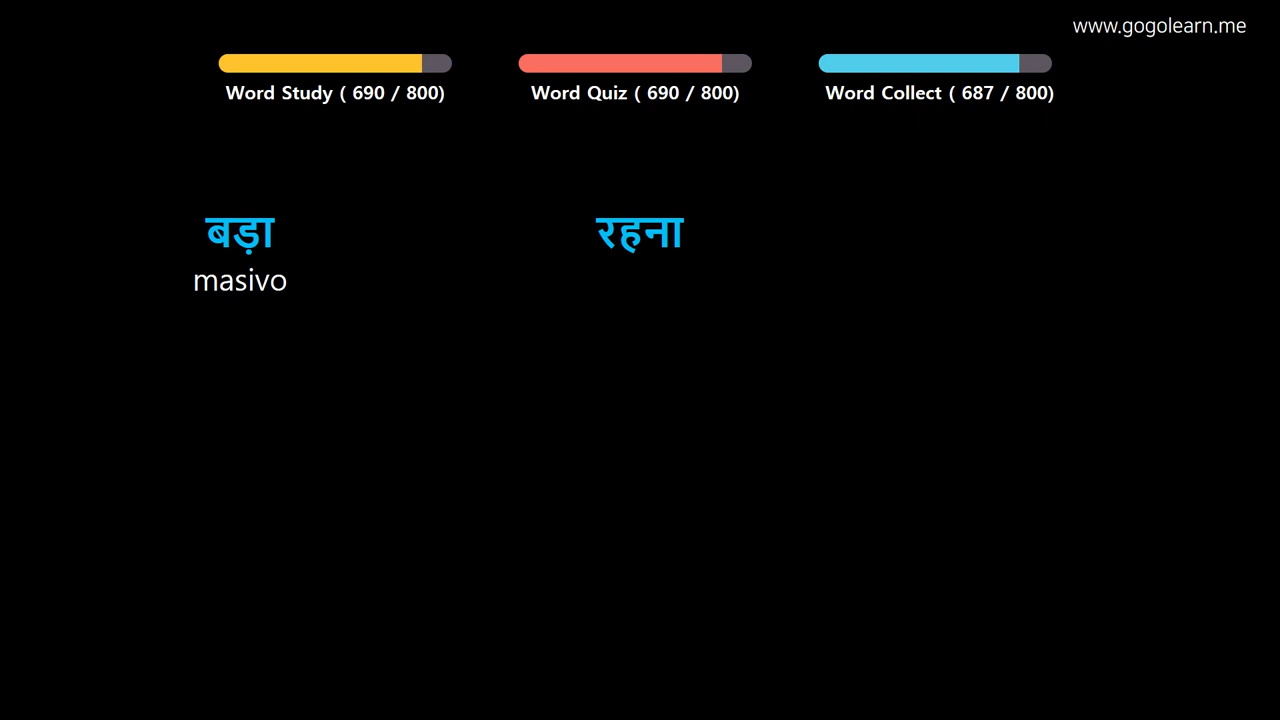 www.gogolearn.me
Word Study ( 690 / 800)
Word Quiz ( 690 / 800)
Word Collect ( 687 / 800)
बड़ा
masivo
रहना